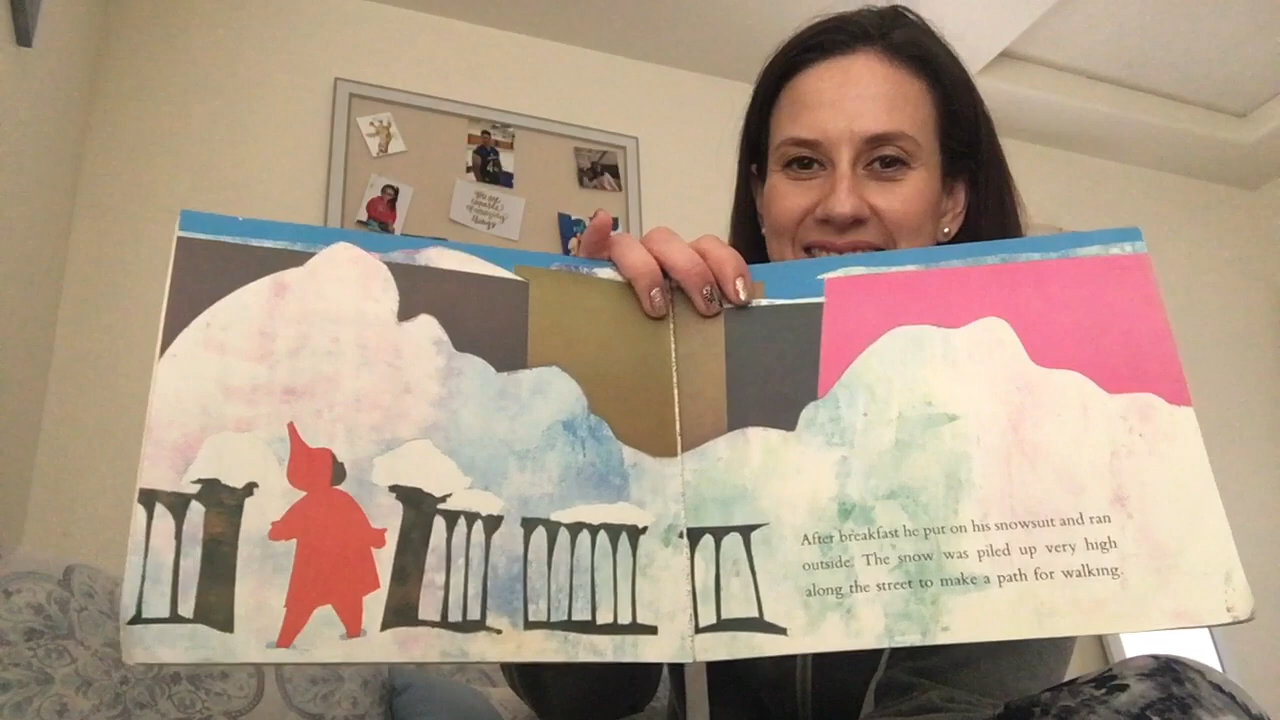 After breakfast he put on his snowsuit and ran
outside. The snow was piled up very high
along the street to make a path for walking.